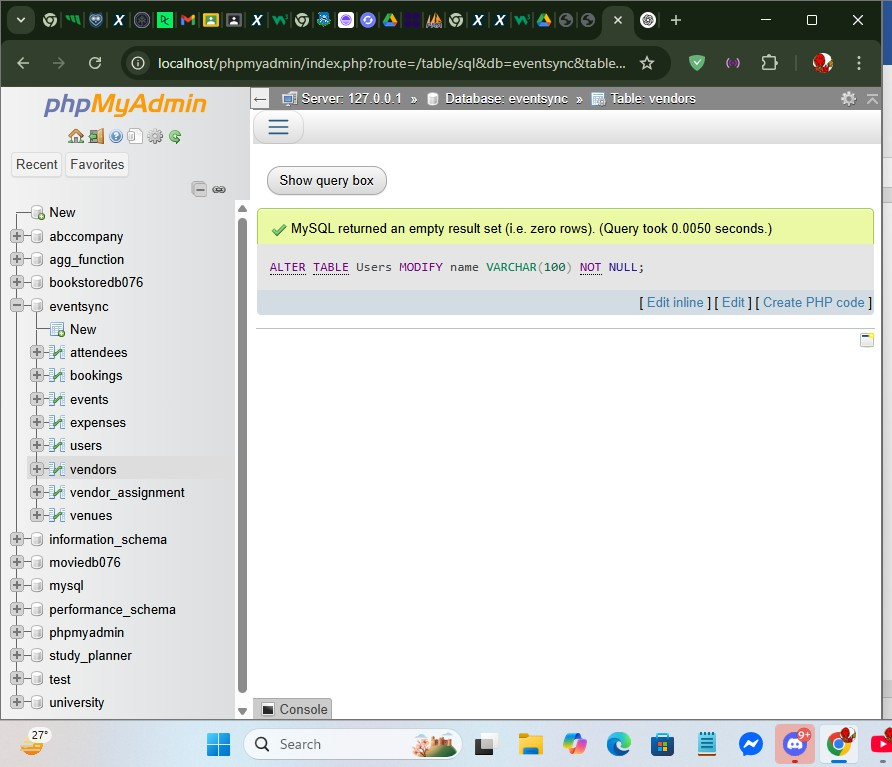 localhost/phpmyadmin/index.php?route=/table/sql&db=eventsync&table...
phpMyAdmin
Recent
Favorites
New
abccompany
agg_function
bookstoredb076
eventsync
New
attendees
bookings
events
expenses
users
vendors
vendor_assignment
venues
information_schema
moviedb076
mysql
performance_schema
phpmyadmin
study_planner
test
university
Server: 127.0.0.1 » Database: eventsync » Table: vendors
Show query box
MySQL returned an empty result set (i.e. zero rows). (Query took 0.0050 seconds.)
ALTER TABLE Users MODIFY name VARCHAR(100) NOT NULL;
[ Edit inline ] [ Edit ] [ Create PHP code ]
Console
27°
Search
9+